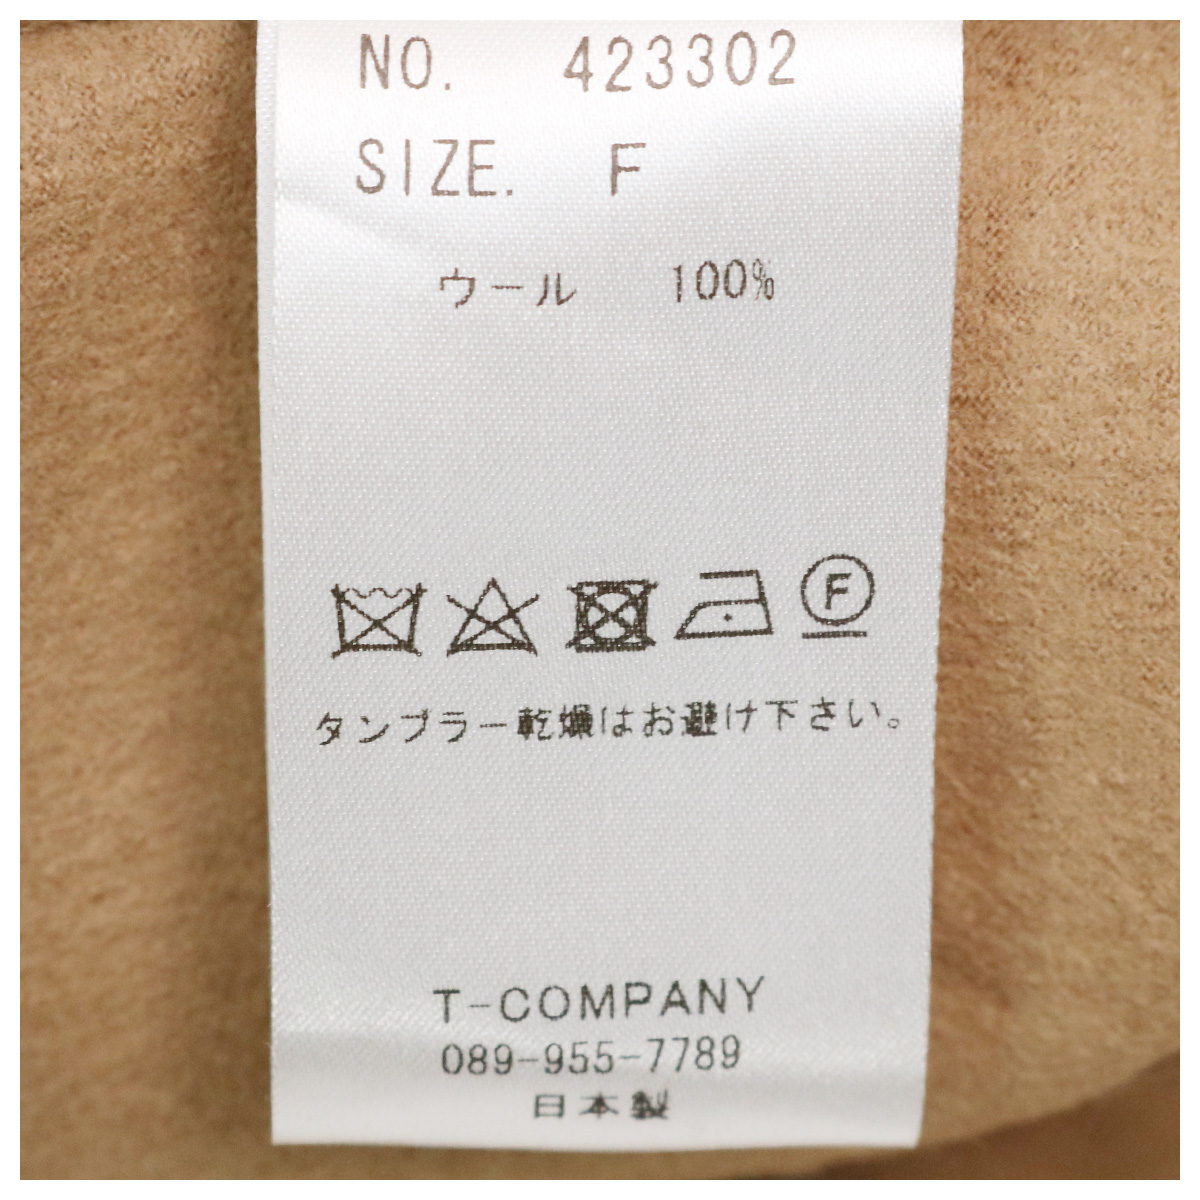 NO. 423302
SIZE. F
ウール 100%
F
タンブラー乾燥はお避け下さい。
T-COMPANY
089-955-7789
日本製